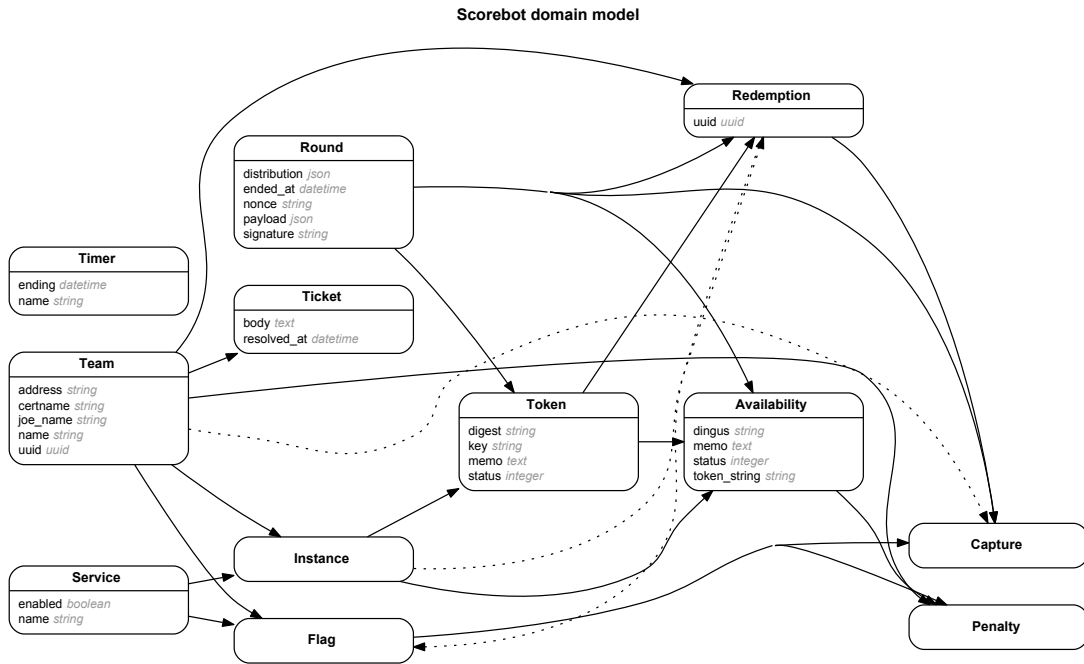 Scorebot domain model
Redemption
uuid uuid
Round
distribution json
ended_at datetime
nonce string
payload json
signature string
Timer
ending datetime
name string
Ticket
body text
resolved_at datetime
Team
address string
certname string
joe_name string
name string
uuid uuid
Token
digest string
key string
memo text
status integer
Availability
dingus string
memo text
status integer
token_string string
Instance
Capture
Service
enabled boolean
name string
Flag
Penalty